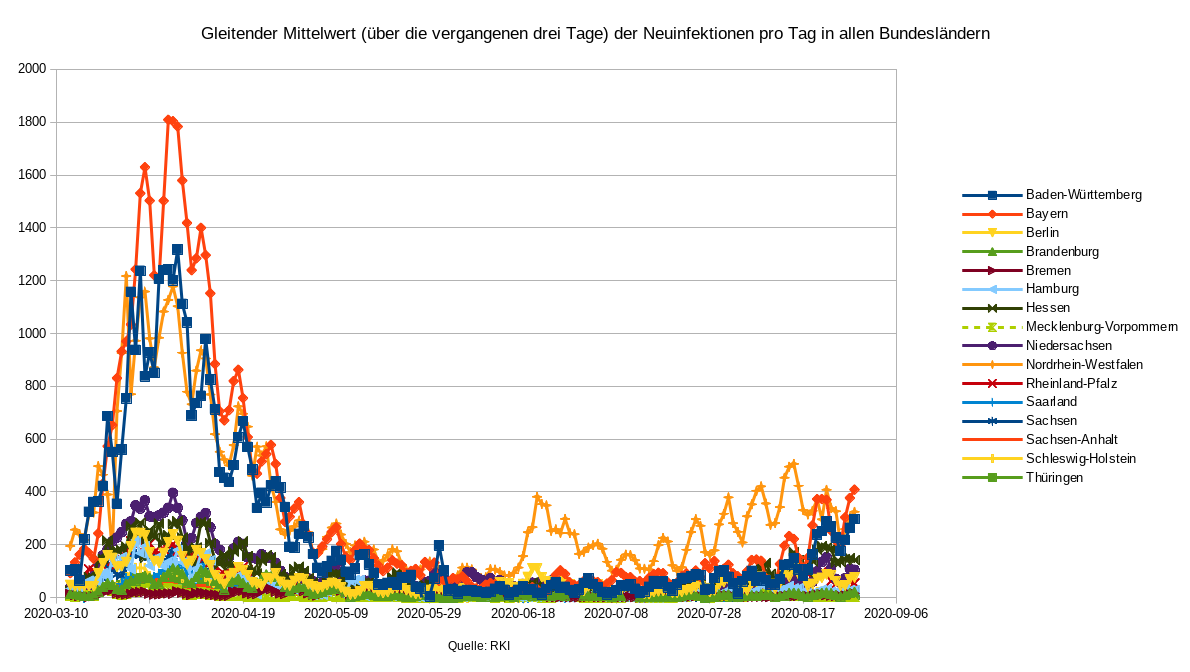 Gleitender Mittelwert (über die vergangenen drei Tage) der Neuinfektionen pro Tag in allen Bundesländern
2000
1800
1600
1400
1200
1000
800
600
400
200
0
2020-03-10 2020-03-30 2020-04-19 2020-05-09 2020-05-29 2020-06-18 2020-07-08 2020-07-28 2020-08-17 2020-09-06
Quelle: RKI
Baden-Württemberg
Bayern
Berlin
Brandenburg
Bremen
Hamburg
Hessen
Mecklenburg-Vorpommern
Niedersachsen
Nordrhein-Westfalen
Rheinland-Pfalz
Saarland
Sachsen
Sachsen-Anhalt
Schleswig-Holstein
Thüringen